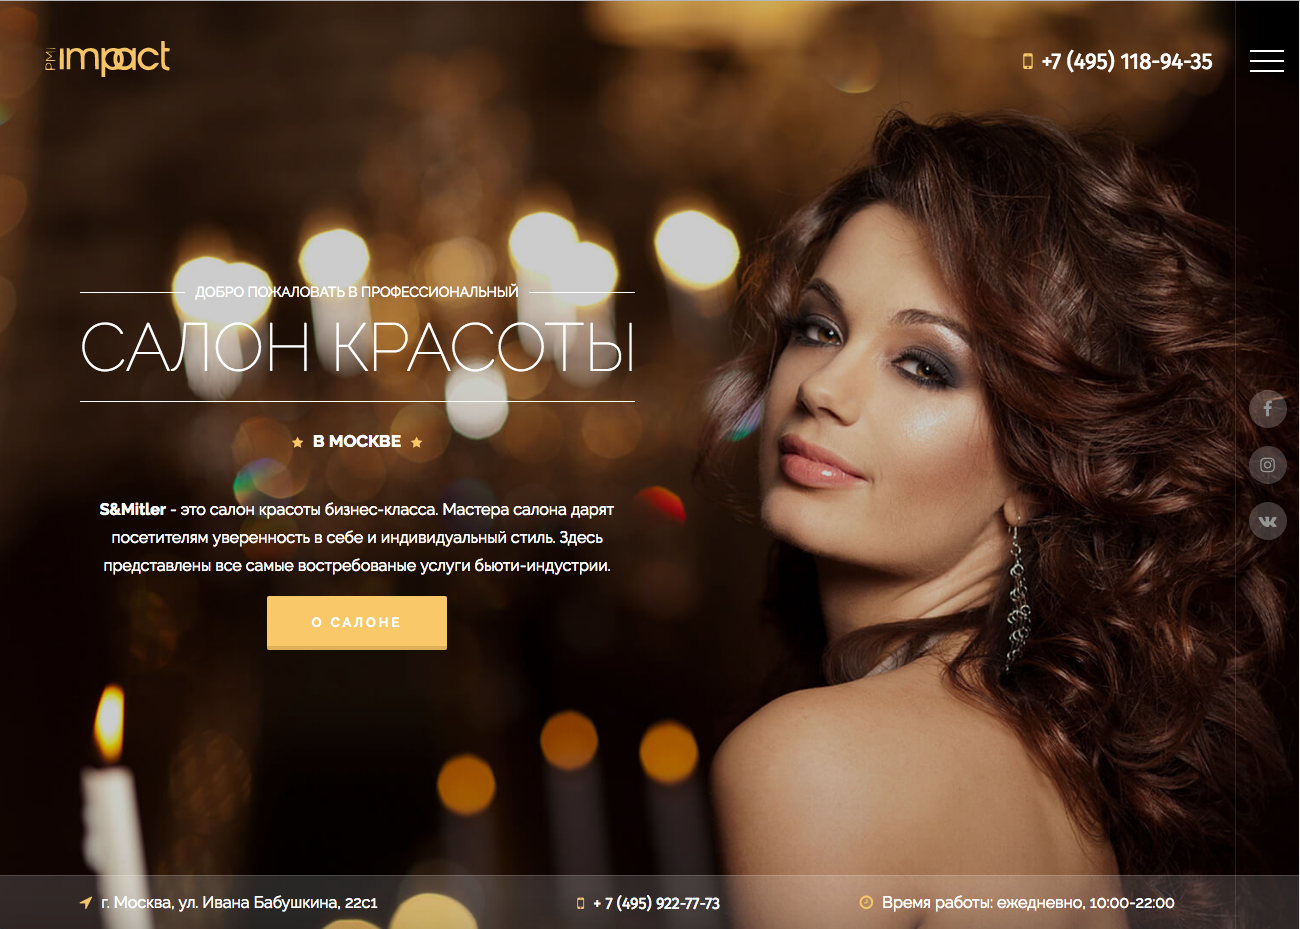 PMI impact
+7 (495) 118-94-35
ДОБРО ПОЖАЛОВАТЬ В ПРОФЕССИОНАЛЬНЫЙ
САЛОН КРАСОТЫ
В МОСКВЕ
S&Mitler - это салон красоты бизнес-класса. Мастера салона дарят
посетителям уверенность в себе и индивидуальный стиль. Здесь
представлены все самые востребованые услуги бьюти-индустрии.
О САЛОНЕ
г. Москва, ул. Ивана Бабушкина, 22с1
+ 7 (495) 922-77-73
Время работы: ежедневно, 10:00-22:00